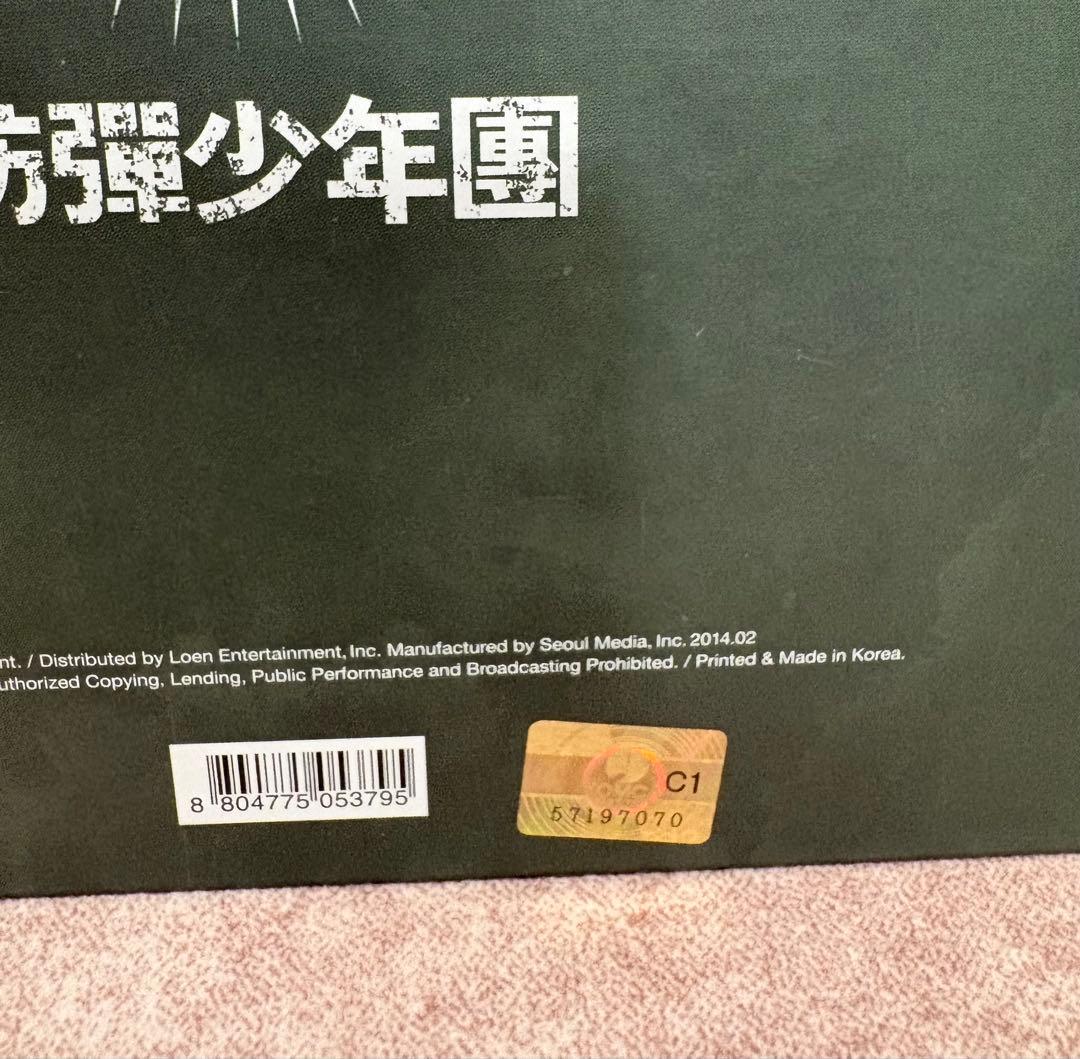 防彈少年團
nt. / Distributed by Loen Entertainment, Inc. Manufactured by Seoul Media, Inc. 2014.02
uthorized Copying, Lending, Public Performance and Broadcasting Prohibited. / Printed & Made in Korea.
8 804775 053795
C1
57197070